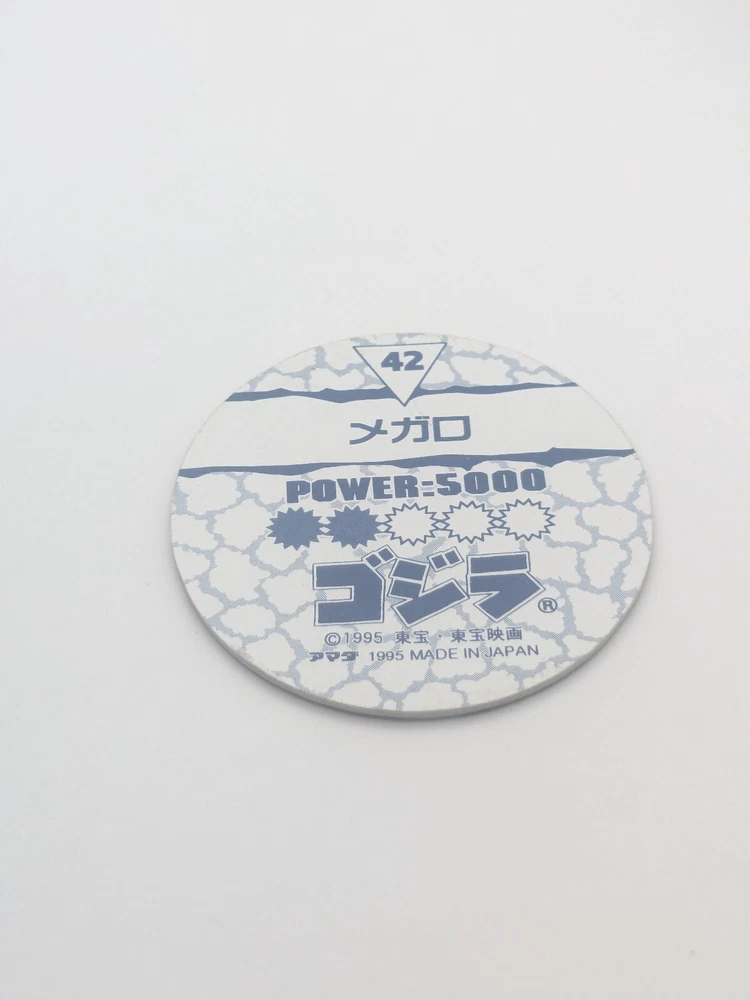 42
メガロ
POWER:5000
ゴジラ®
©1995 東宝・東宝映画
アマダ 1995 MADE IN JAPAN